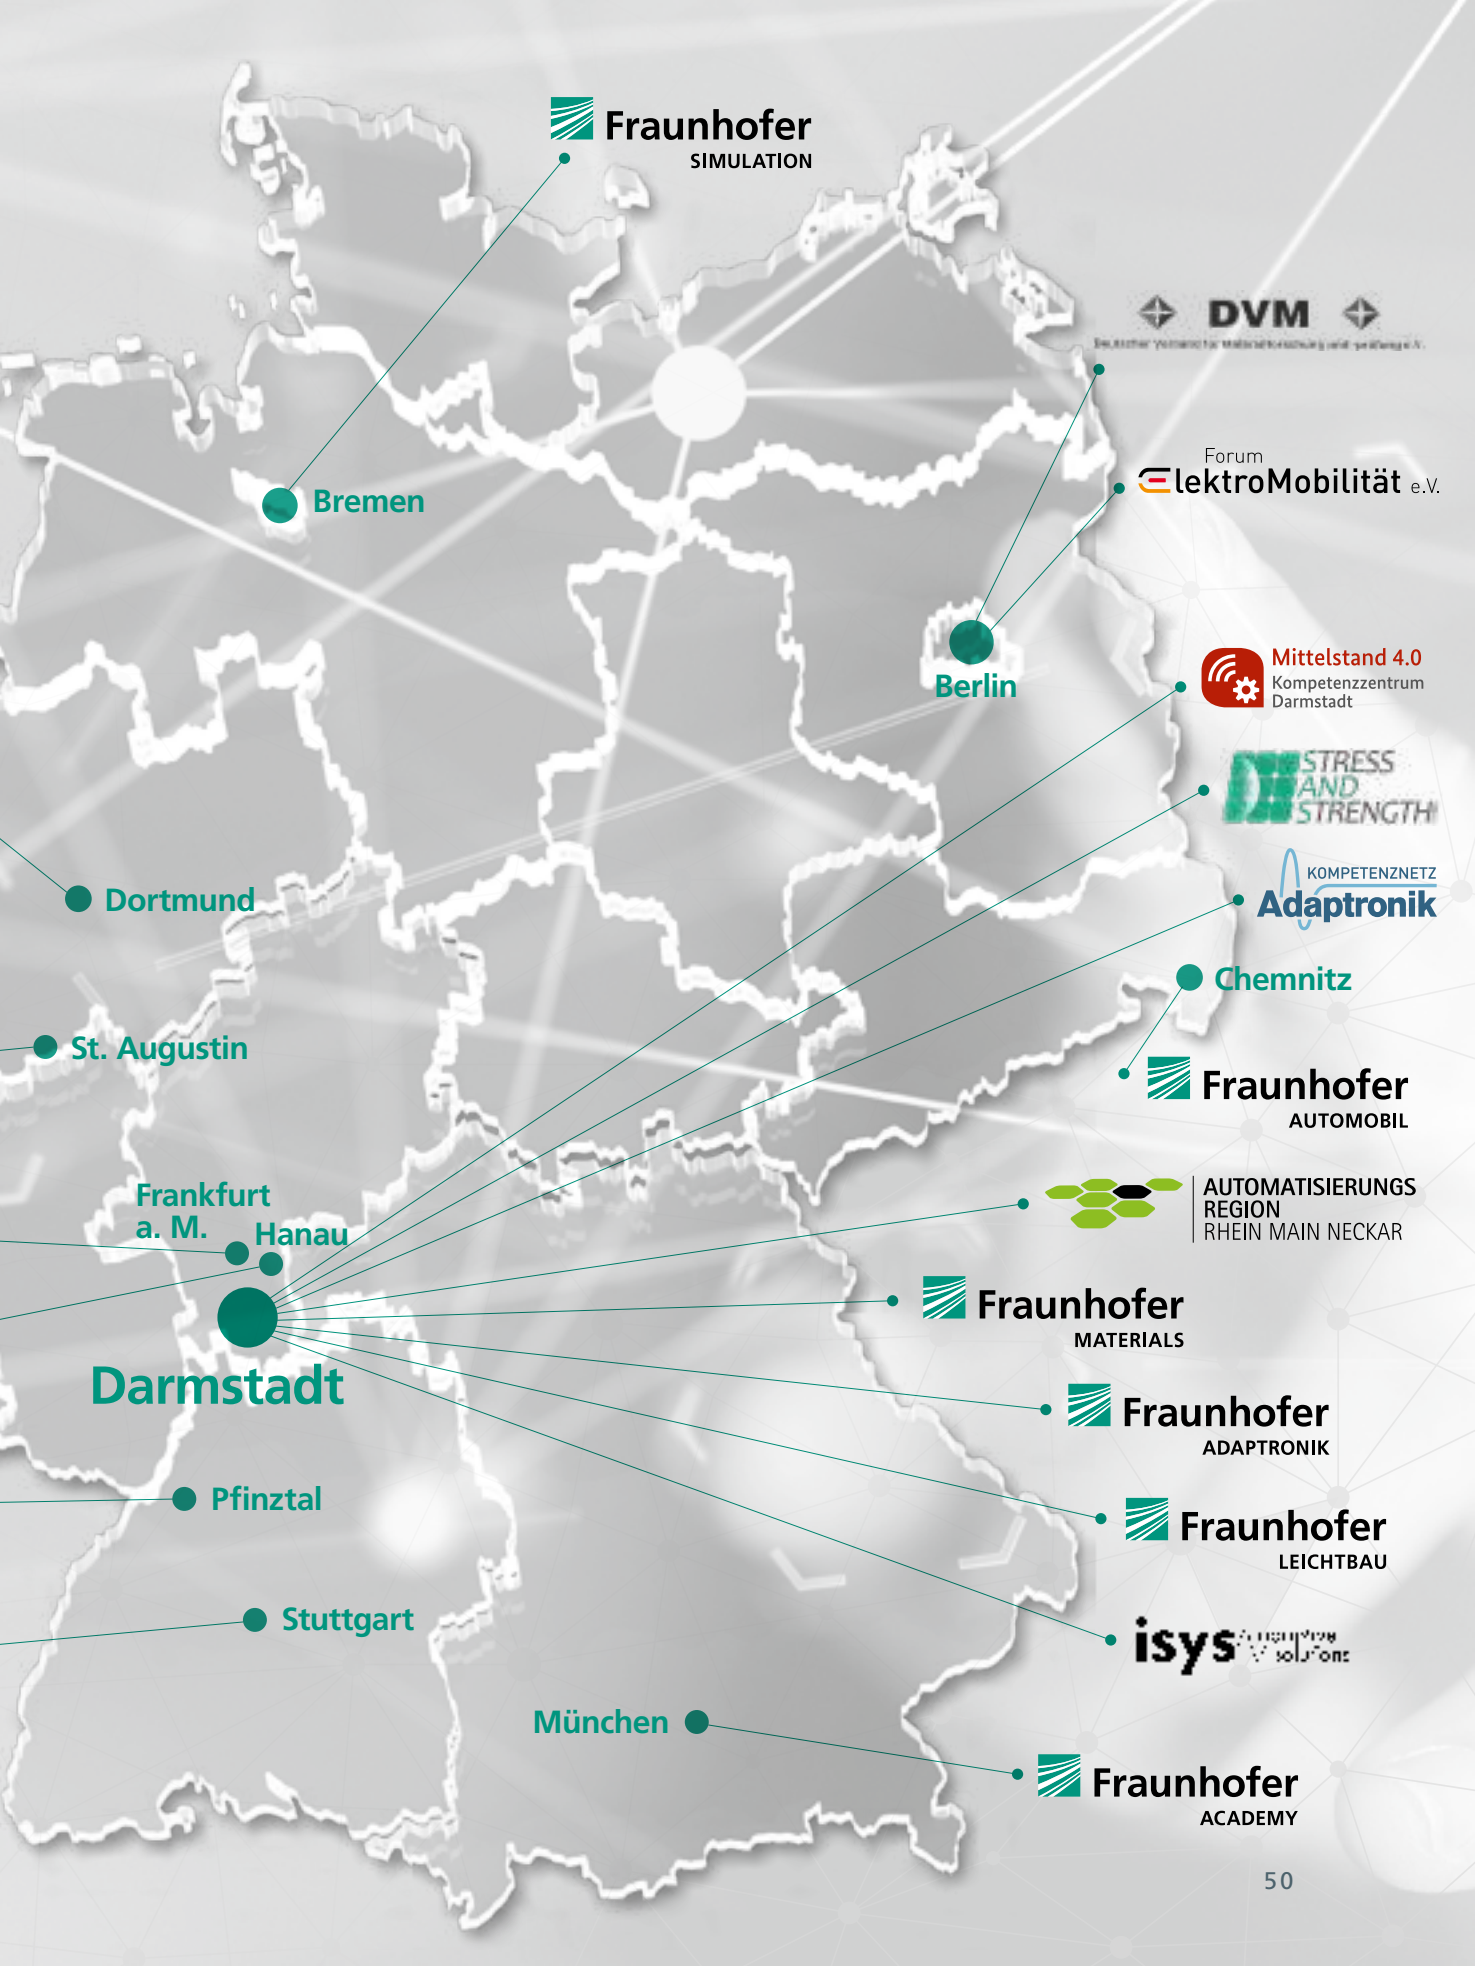 Fraunhofer
SIMULATION
DVM
Forum
ElektroMobilität e.V.
Bremen
Mittelstand 4.0
Kompetenzzentrum
Darmstadt
Berlin
STRESS
AND
STRENGTH
KOMPETENZNETZ
Adaptronik
Dortmund
Chemnitz
St. Augustin
Fraunhofer
AUTOMOBIL
Frankfurt
a. M.
Hanau
AUTOMATISIERUNGS
REGION
RHEIN MAIN NECKAR
Fraunhofer
MATERIALS
Darmstadt
Fraunhofer
ADAPTRONIK
Pfinztal
Fraunhofer
LEICHTBAU
Stuttgart
isys
solutions
München
Fraunhofer
ACADEMY
50